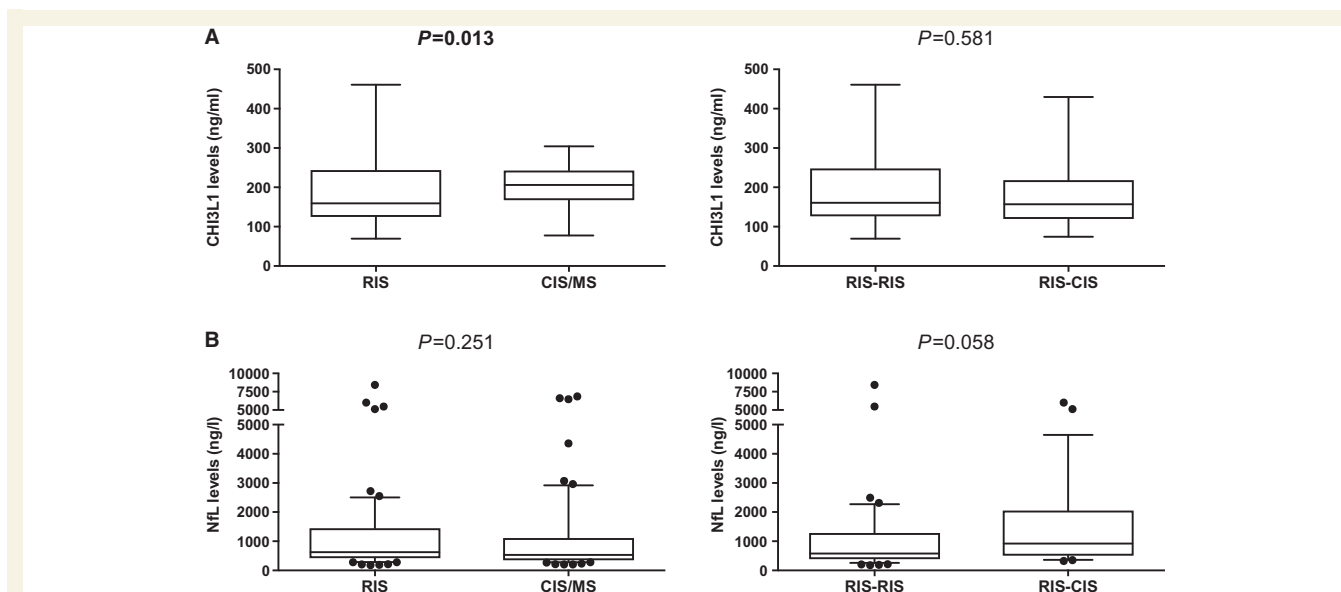 A
P=0.013
P=0.581
CHI3L1 levels (ng/ml)
500
400
300
200
100
0
RIS
CIS/MS
CHI3L1 levels (ng/ml)
500
400
300
200
100
0
RIS-RIS
RIS-CIS
B
P=0.251
P=0.058
NfL levels (ng/l)
10000
7500
5000
5000
4000
3000
2000
1000
0
RIS
CIS/MS
NfL levels (ng/l)
10000
7500
5000
5000
4000
3000
2000
1000
0
RIS-RIS
RIS-CIS